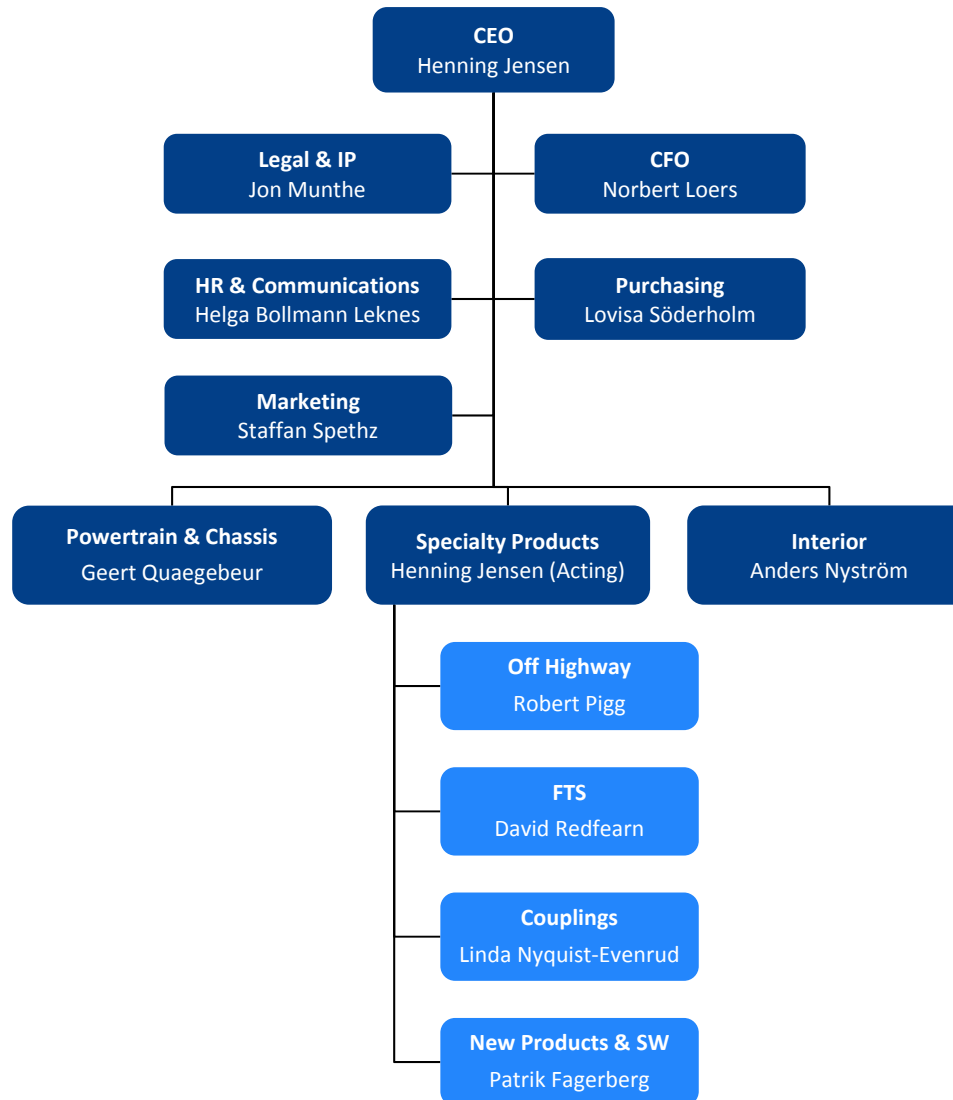 CEO
Henning Jensen
Legal & IP
Jon Munthe
CFO
Norbert Loers
HR & Communications
Helga Bollmann Leknes
Purchasing
Lovisa Söderholm
Marketing
Staffan Spethz
Powertrain & Chassis
Geert Quaegebeur
Specialty Products
Henning Jensen (Acting)
Interior
Anders Nyström
Off Highway
Robert Pigg
FTS
David Redfearn
Couplings
Linda Nyquist-Evenrud
New Products & SW
Patrik Fagerberg